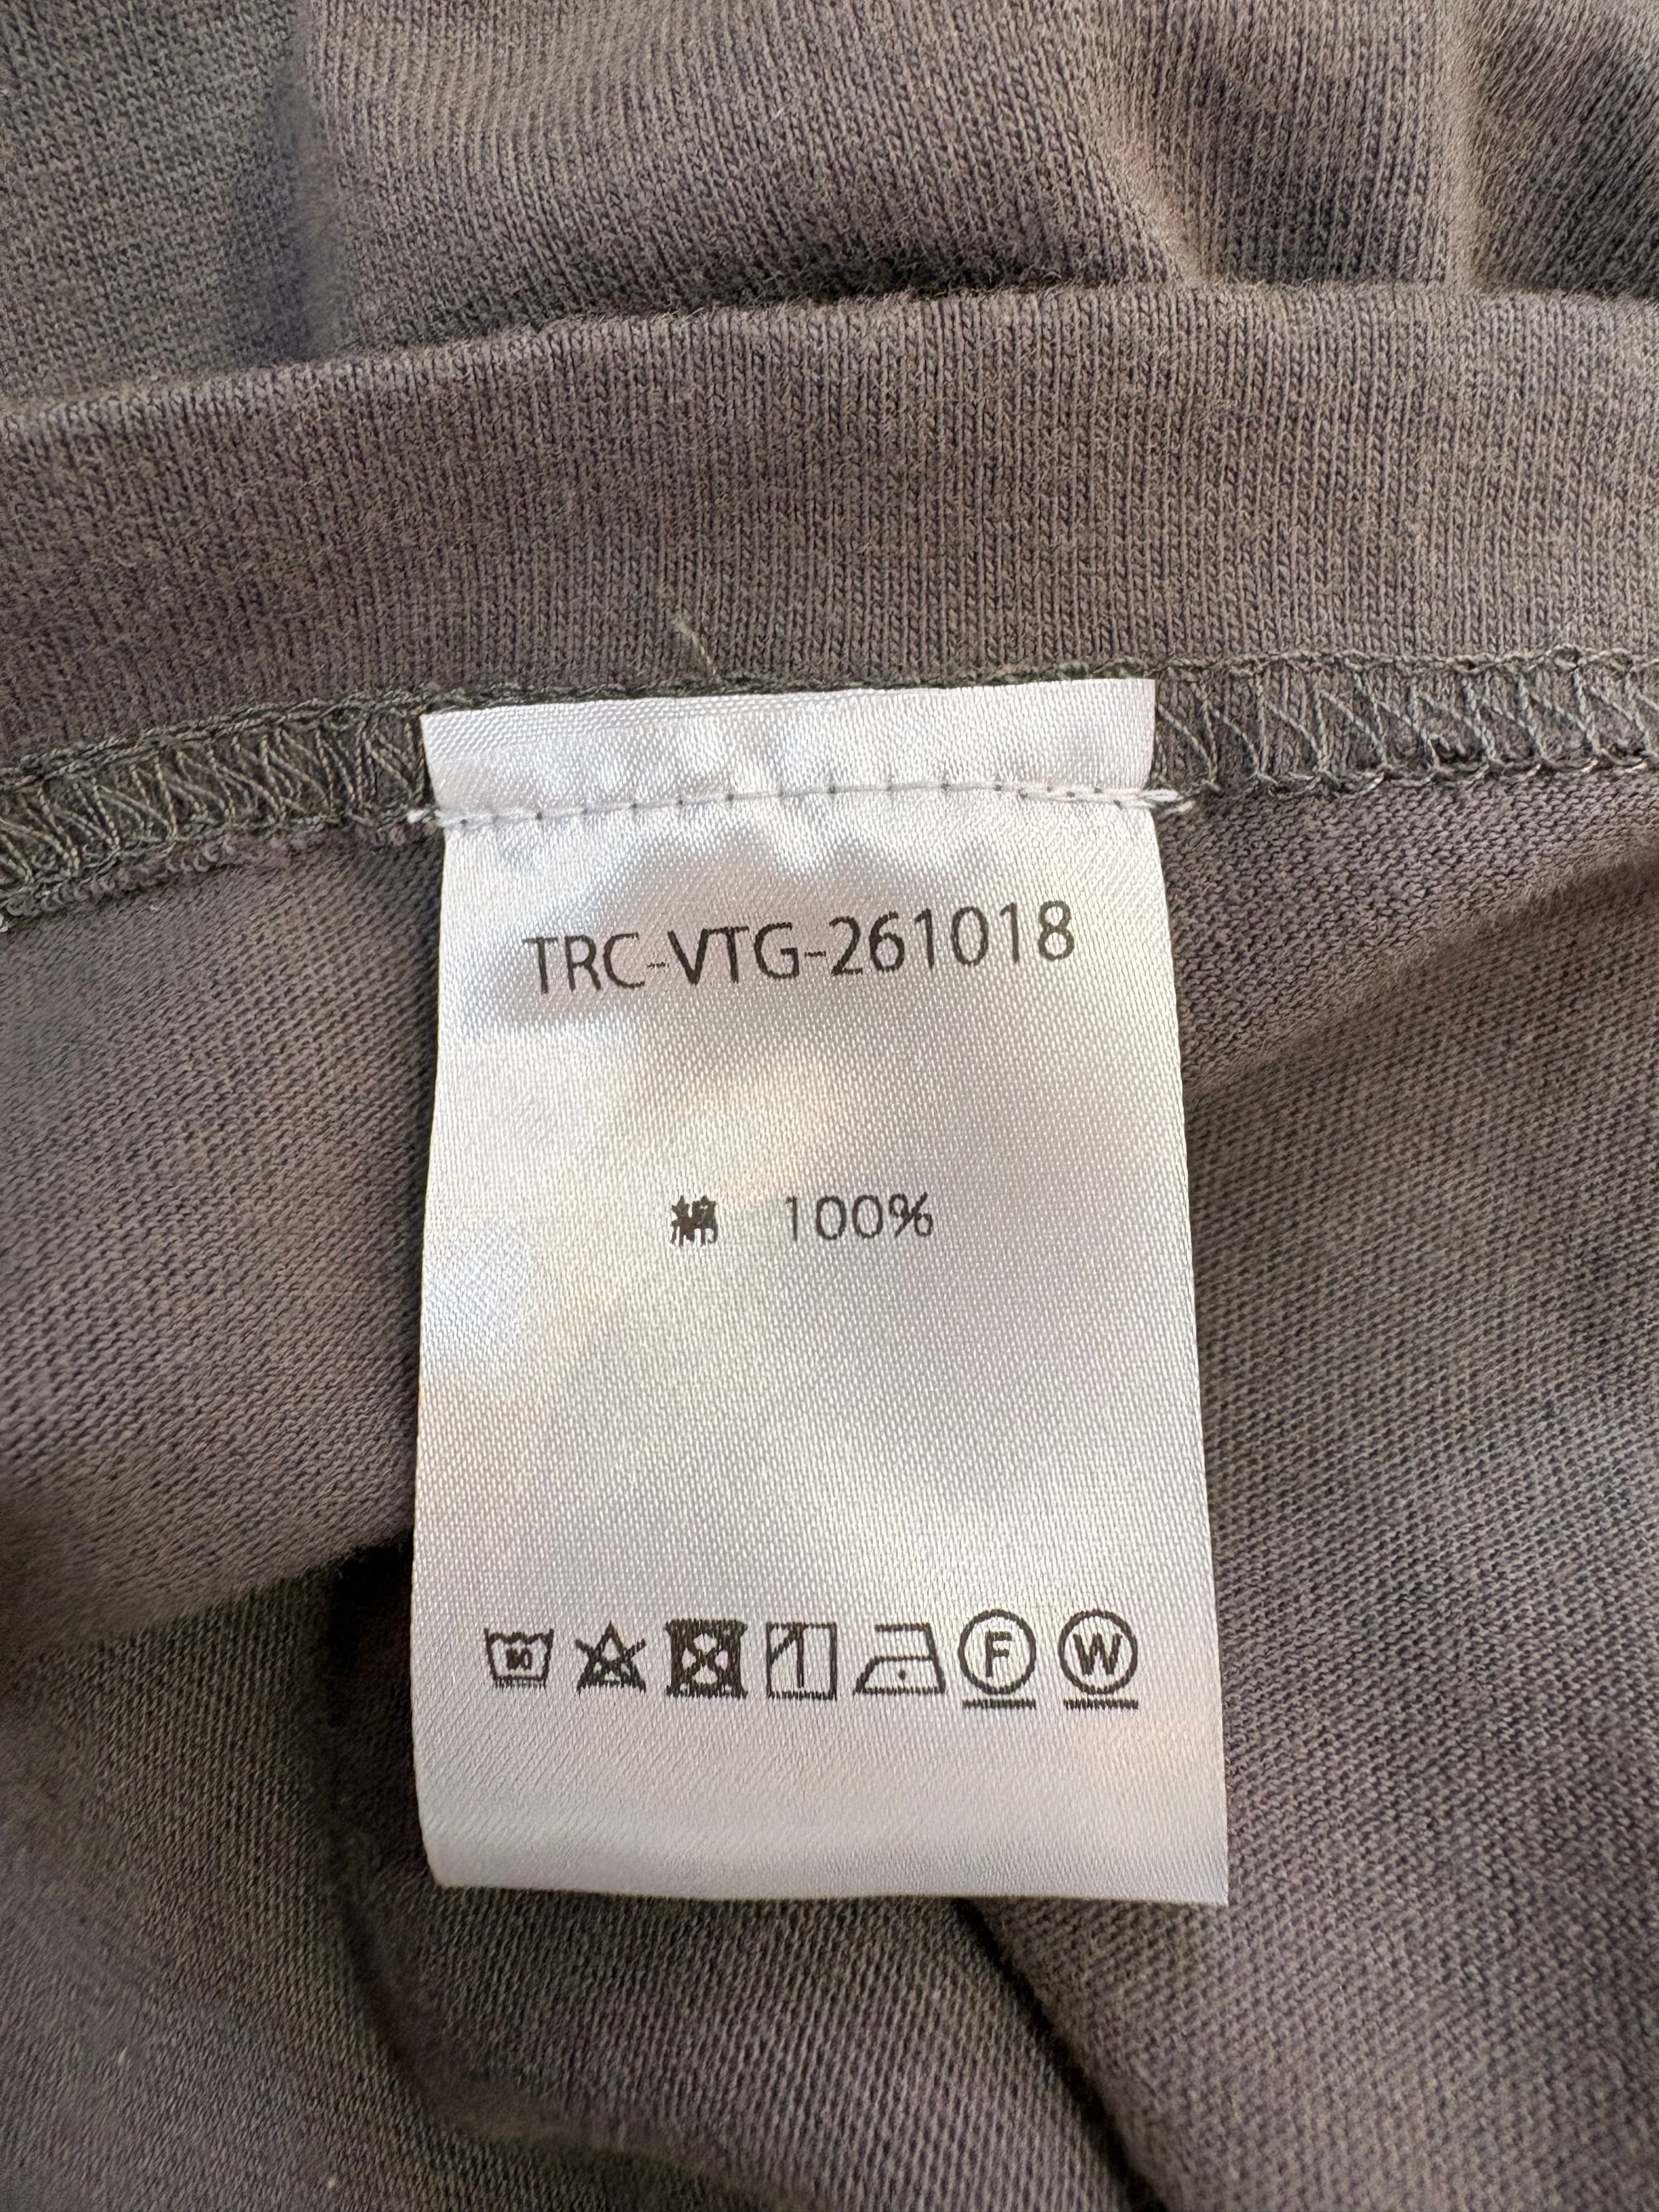 TRC-VTG-261018
綿 100%
F W